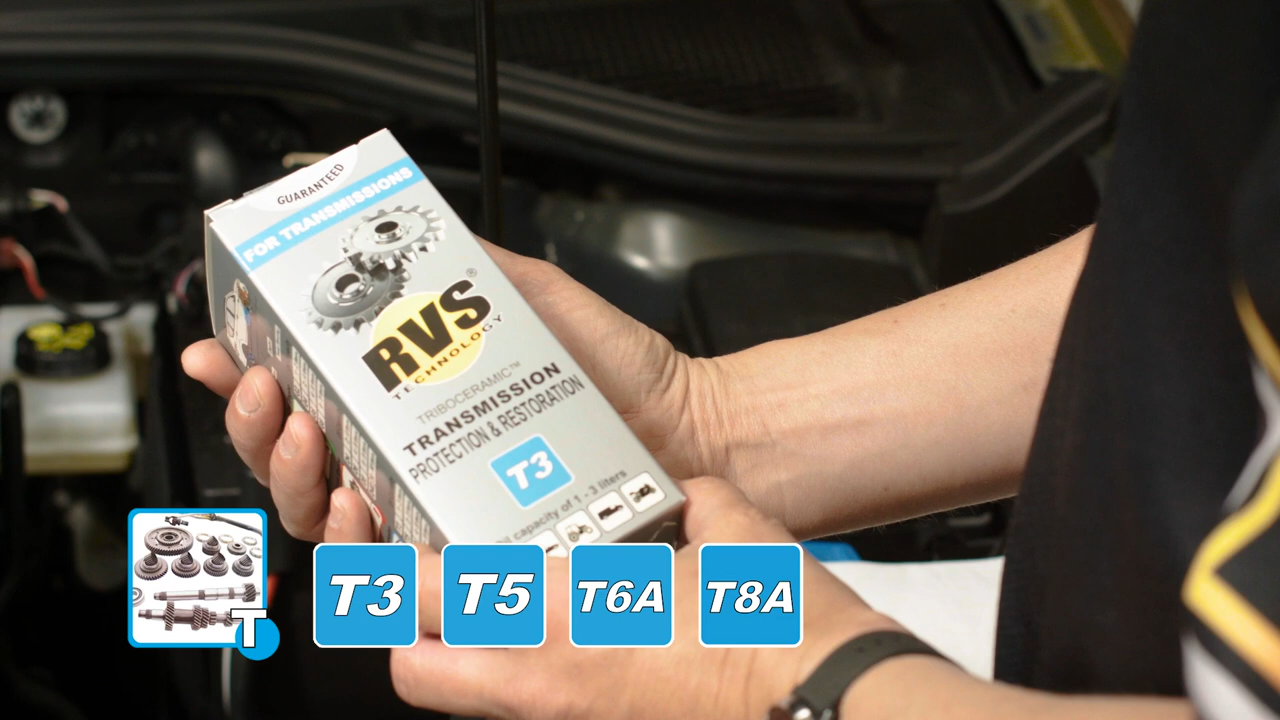 GUARANTEED
FOR TRANSMISSIONS
RVS®
TECHNOLOGY
TRIBOCERAMIC™
TRANSMISSION
PROTECTION & RESTORATION
T3
capacity of 1 - 3 liters
T
T3
T5
T6A
T8A